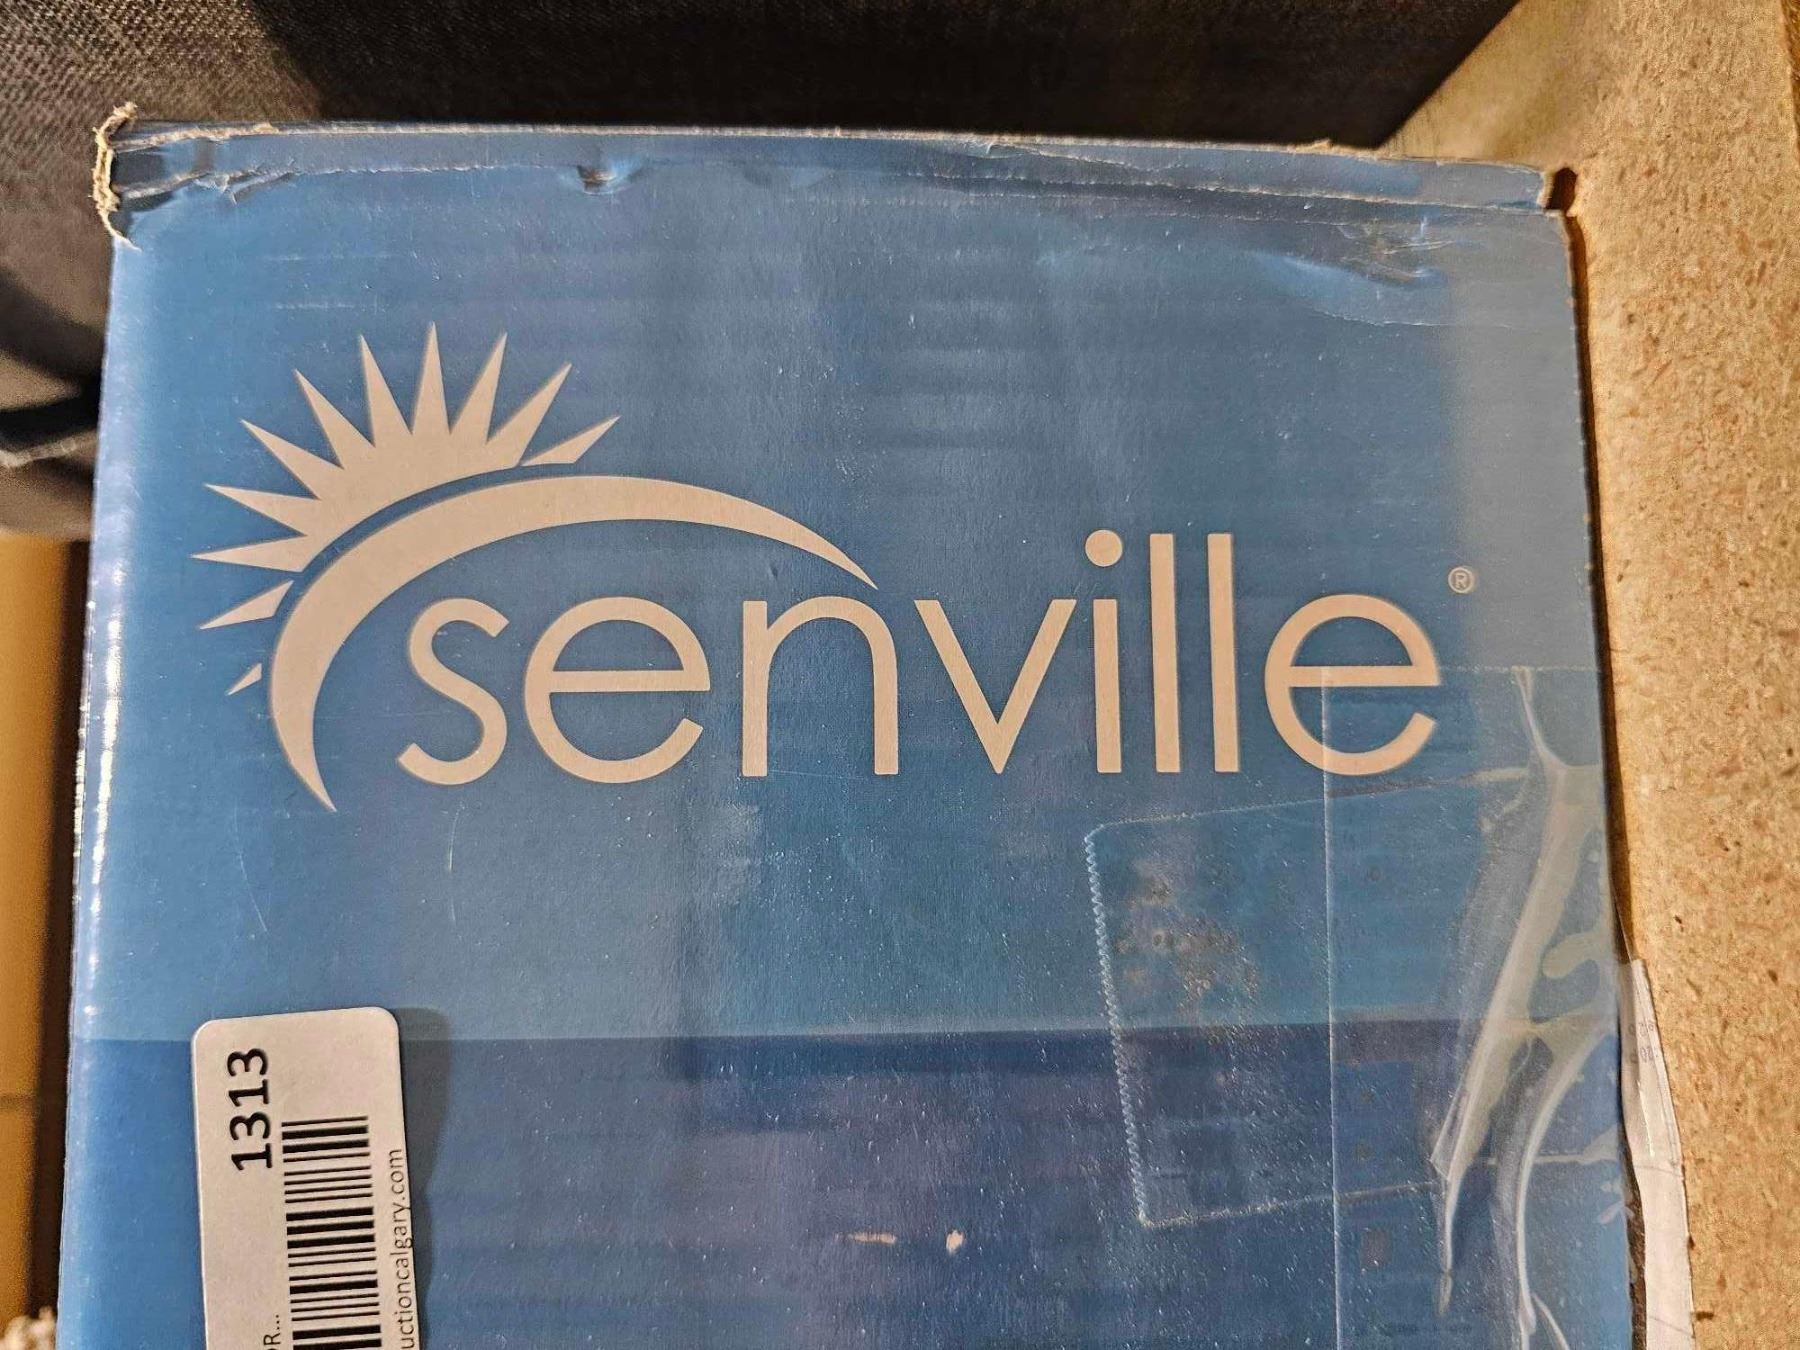 senville®
1313
R...
uctioncalgary.com